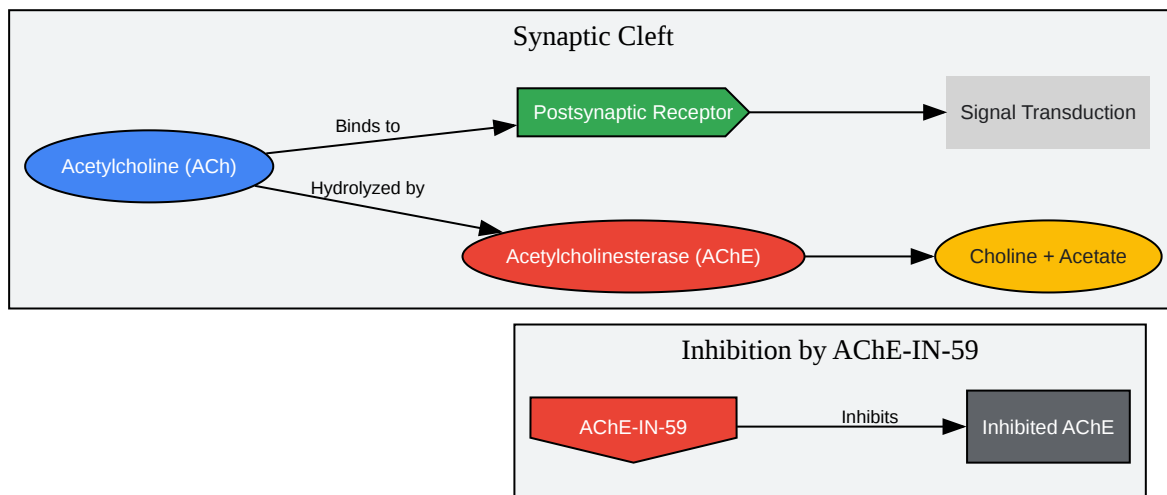 Synaptic Cleft
Postsynaptic Receptor
Signal Transduction
Binds to
Acetylcholine (ACh)
Hydrolyzed by
Acetylcholinesterase (AChE)
Choline + Acetate
Inhibition by AChE-IN-59
AChE-IN-59
Inhibits
Inhibited AChE